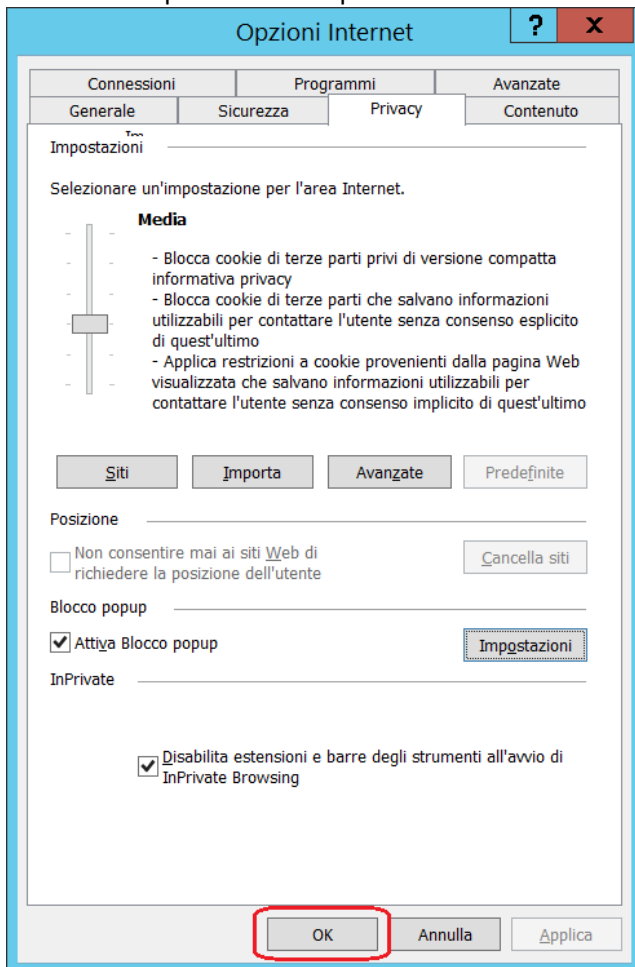 Opzioni Internet
?
X
Connessioni Programmi Avanzate
Generale Sicurezza Privacy Contenuto
Impostazioni
Selezionare un'impostazione per l'area Internet.
Media
- Blocca cookie di terze parti privi di versione compatta
informativa privacy
- Blocca cookie di terze parti che salvano informazioni
utilizzabili per contattare l'utente senza consenso esplicito
di quest'ultimo
- Applica restrizioni a cookie provenienti dalla pagina Web
visualizzata che salvano informazioni utilizzabili per
contattare l'utente senza consenso implicito di quest'ultimo
Siti Importa Avanzate Predefinite
Posizione
Non consentire mai ai siti Web di
richiedere la posizione dell'utente
Cancella siti
Blocco popup
Attiva Blocco popup
Impostazioni
InPrivate
Disabilita estensioni e barre degli strumenti all'avvio di
InPrivate Browsing
OK Annulla Applica